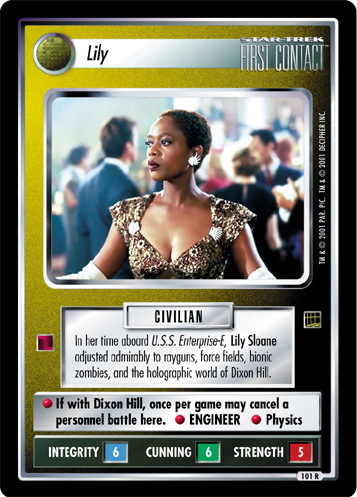 Lily
STAR TREK
FIRST CONTACT™
TM & © 2001 PAR. PIC. TM & © 2001 DECIPHER INC.
CIVILIAN
In her time aboard U.S.S. Enterprise-E, Lily Sloane
adjusted admirably to rayguns, force fields, bionic
zombies, and the holographic world of Dixon Hill.
• If with Dixon Hill, once per game may cancel a
personnel battle here. • ENGINEER • Physics
INTEGRITY 6 CUNNING 6 STRENGTH 5
101 R